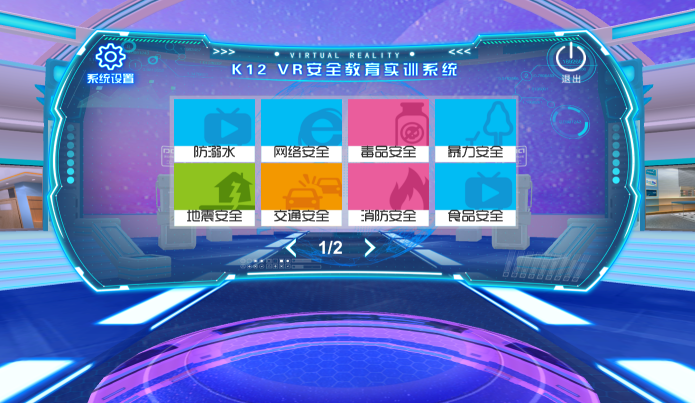 VIRTUAL REALITY
K12 VR安全教育实训系统
系统设置
退出
防溺水 网络安全 毒品安全 暴力安全
地震安全 交通安全 消防安全 食品安全
1/2